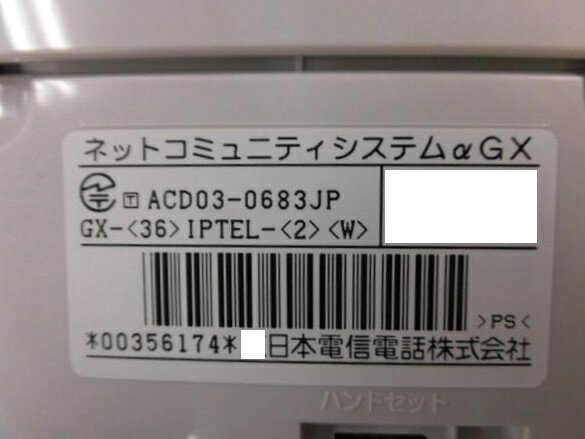 ネットコミュニティシステムαGX
T ACD03-0683JP
GX-<36>IPTEL-<2><W>
>PS<
*00356174* 日本電信電話株式会社
ハンドセット